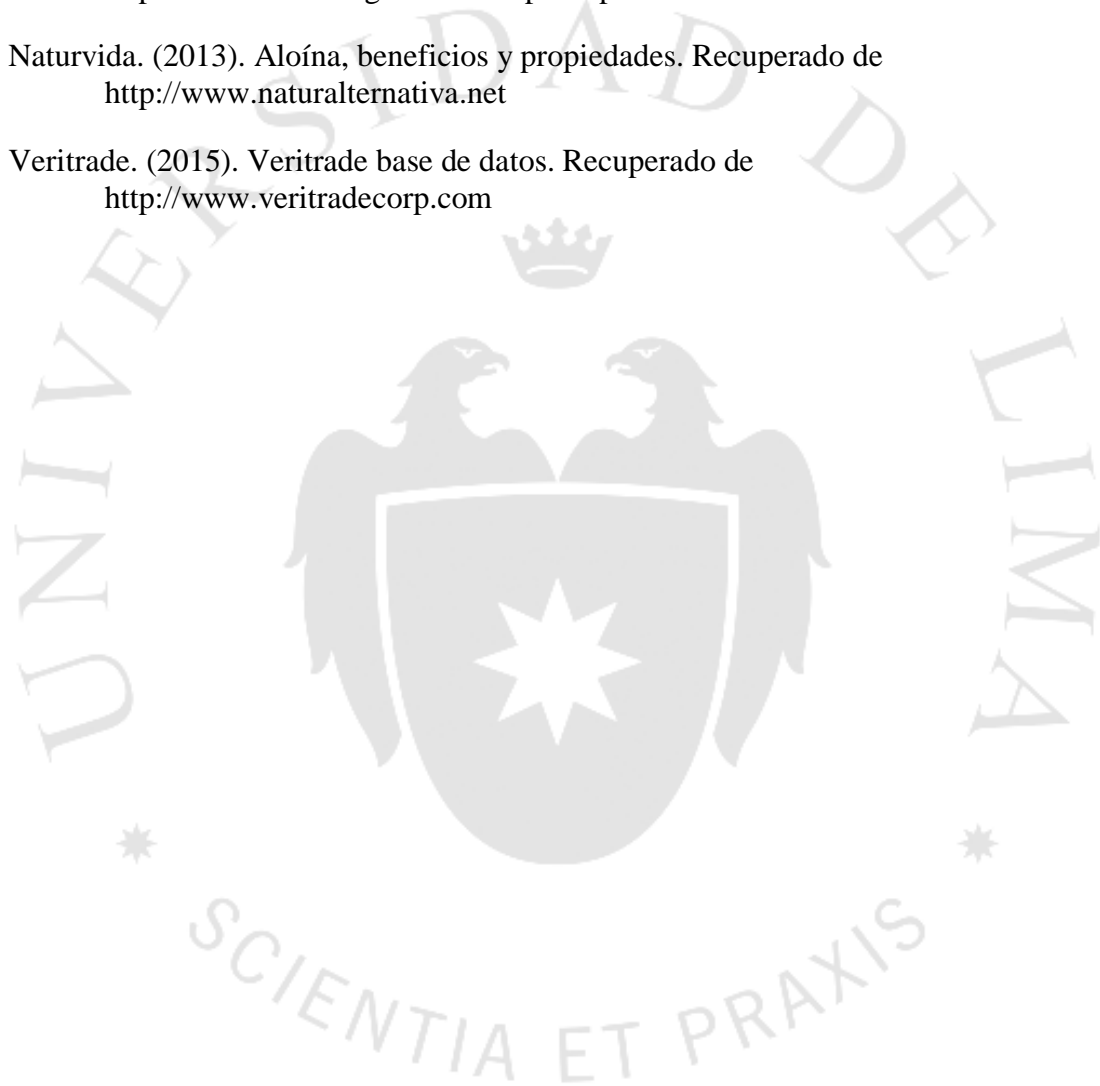 Naturvida. (2013). Aloína, beneficios y propiedades. Recuperado de
http://www.naturalternativa.net
Veritrade. (2015). Veritrade base de datos. Recuperado de
http://www.veritradecorp.com
UNIVERSIDAD DE LIMA
SCIENTIA ET PRAXIS